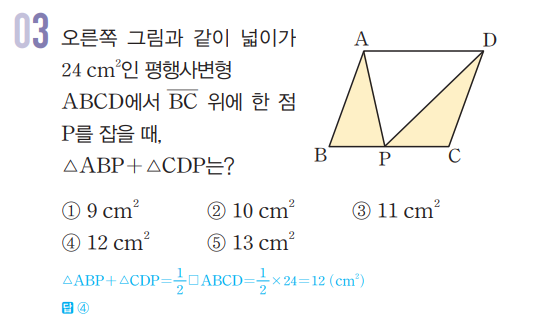 03 오른쪽 그림과 같이 넓이가
24 cm²인 평행사변형
ABCD에서 \overline{BC} 위에 한 점
P를 잡을 때,
△ABP+△CDP는?
A D
B P C
① 9 cm² ② 10 cm² ③ 11 cm²
④ 12 cm² ⑤ 13 cm²
△ABP+△CDP=1/2□ABCD=1/2×24=12 (cm²)
답 ④